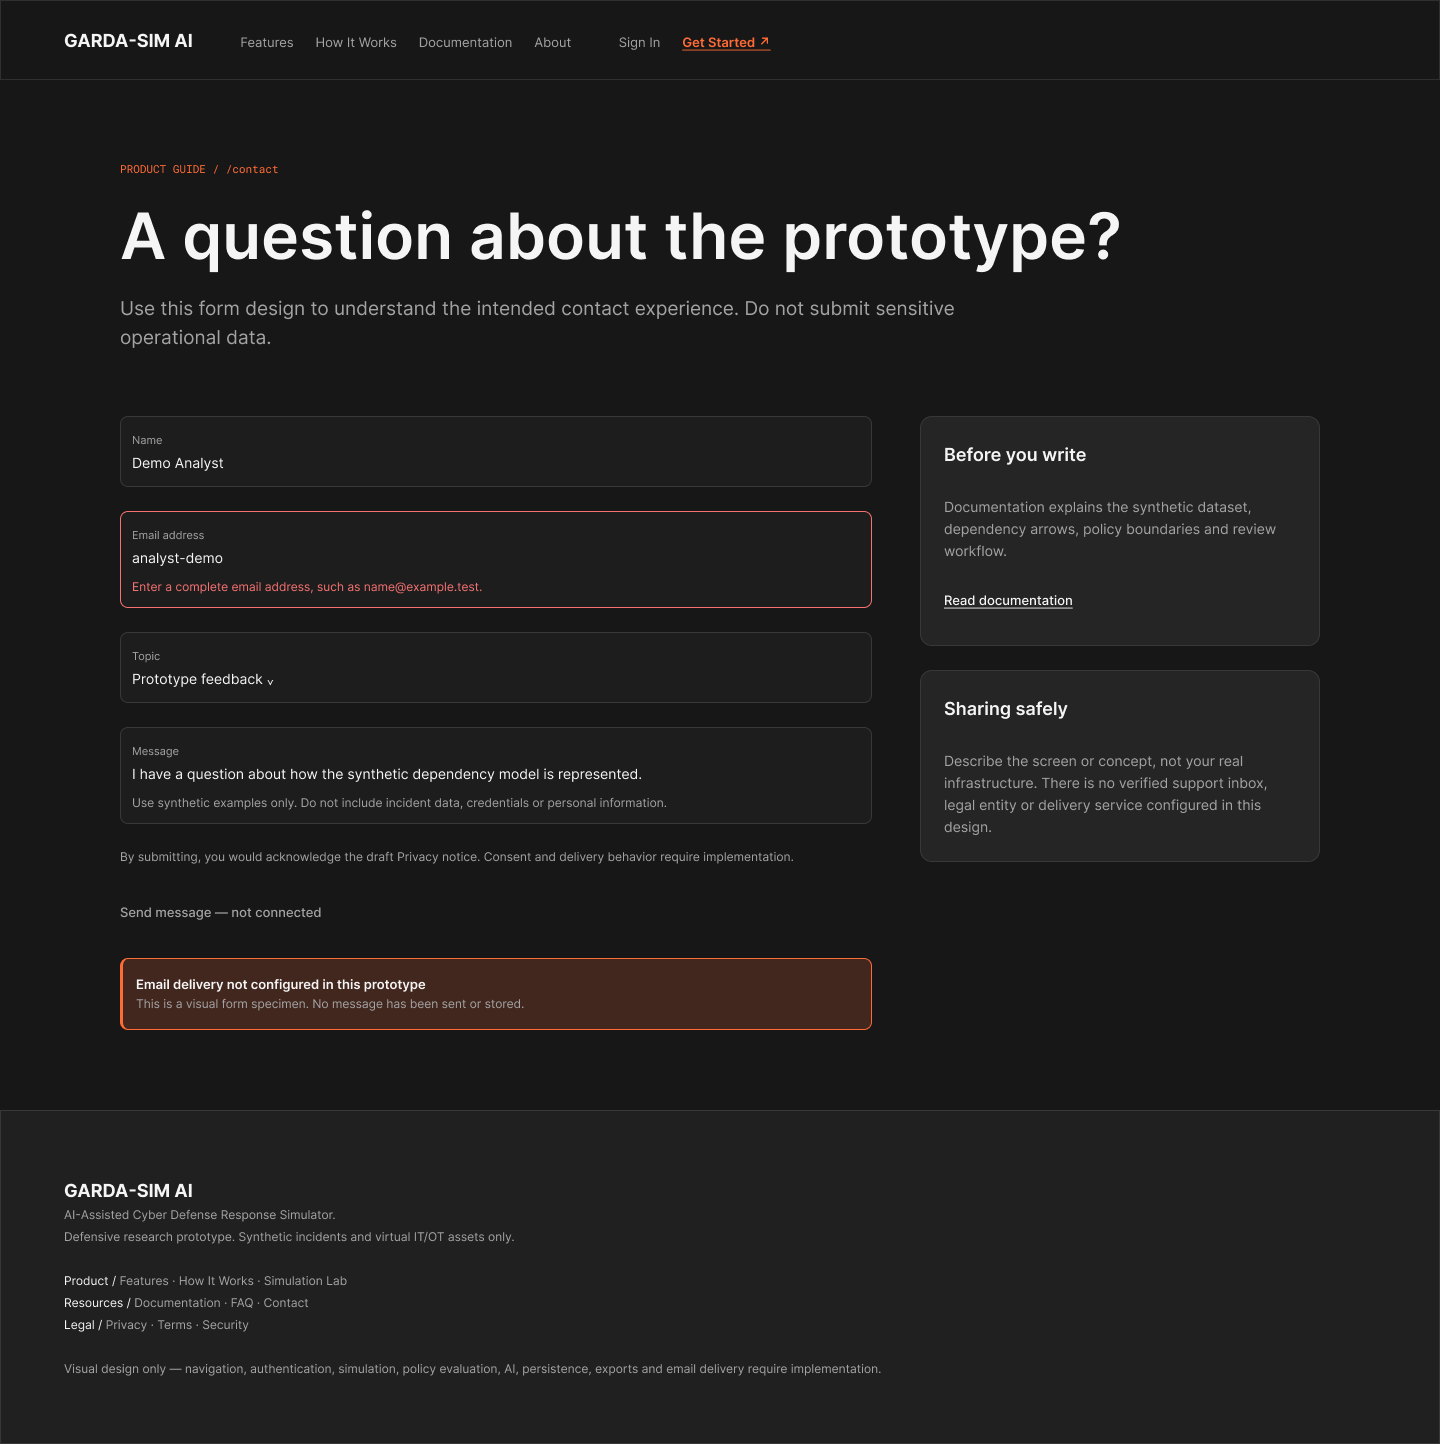 GARDA-SIM AI
Features How It Works Documentation About Sign In Get Started ↗
PRODUCT GUIDE / /contact
A question about the prototype?
Use this form design to understand the intended contact experience. Do not submit sensitive
operational data.
Name
Demo Analyst
Email address
analyst-demo
Enter a complete email address, such as name@example.test.
Topic
Prototype feedback ˅
Message
I have a question about how the synthetic dependency model is represented.
Use synthetic examples only. Do not include incident data, credentials or personal information.
By submitting, you would acknowledge the draft Privacy notice. Consent and delivery behavior require implementation.
Send message — not connected
Email delivery not configured in this prototype
This is a visual form specimen. No message has been sent or stored.
Before you write
Documentation explains the synthetic dataset,
dependency arrows, policy boundaries and review
workflow.
Read documentation
Sharing safely
Describe the screen or concept, not your real
infrastructure. There is no verified support inbox,
legal entity or delivery service configured in this
design.
GARDA-SIM AI
AI-Assisted Cyber Defense Response Simulator.
Defensive research prototype. Synthetic incidents and virtual IT/OT assets only.
Product / Features · How It Works · Simulation Lab
Resources / Documentation · FAQ · Contact
Legal / Privacy · Terms · Security
Visual design only — navigation, authentication, simulation, policy evaluation, AI, persistence, exports and email delivery require implementation.